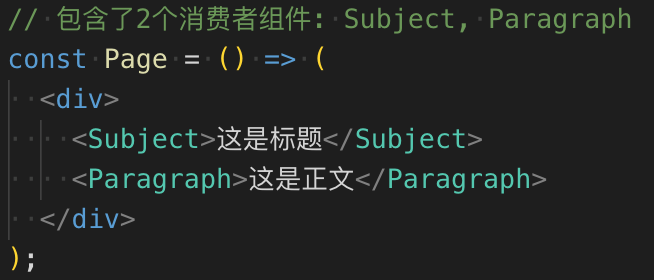 // 包含了2个消费者组件: Subject, Paragraph
const Page = () => (
  <div>
    <Subject>这是标题</Subject>
    <Paragraph>这是正文</Paragraph>
  </div>
);